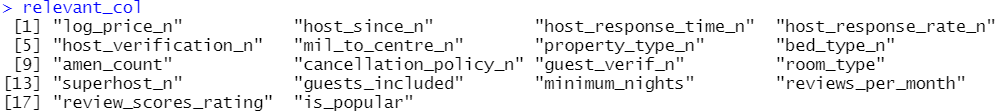 > relevant_col
[1] "log_price_n" "host_since_n" "host_response_time_n" "host_response_rate_n"
[5] "host_verification_n" "mil_to_centre_n" "property_type_n" "bed_type_n"
[9] "amen_count" "cancellation_policy_n" "guest_verif_n" "room_type"
[13] "superhost_n" "guests_included" "minimum_nights" "reviews_per_month"
[17] "review_scores_rating" "is_popular"